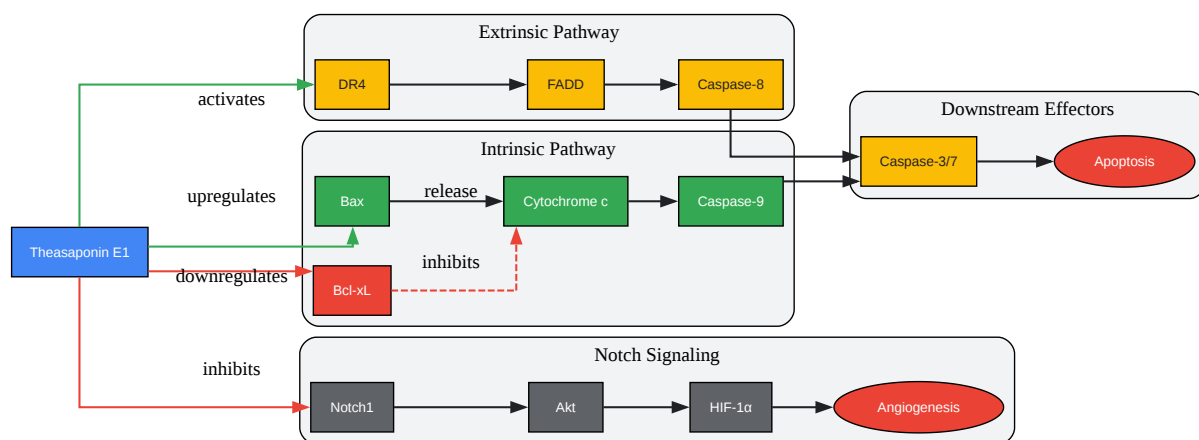 Extrinsic Pathway
DR4
FADD
Caspase-8
activates
Downstream Effectors
Caspase-3/7
Apoptosis
Intrinsic Pathway
upregulates
Bax
release
Cytochrome c
Caspase-9
Theasaponin E1
downregulates
Bcl-xL
inhibits
Notch Signaling
inhibits
Notch1
Akt
HIF-1α
Angiogenesis